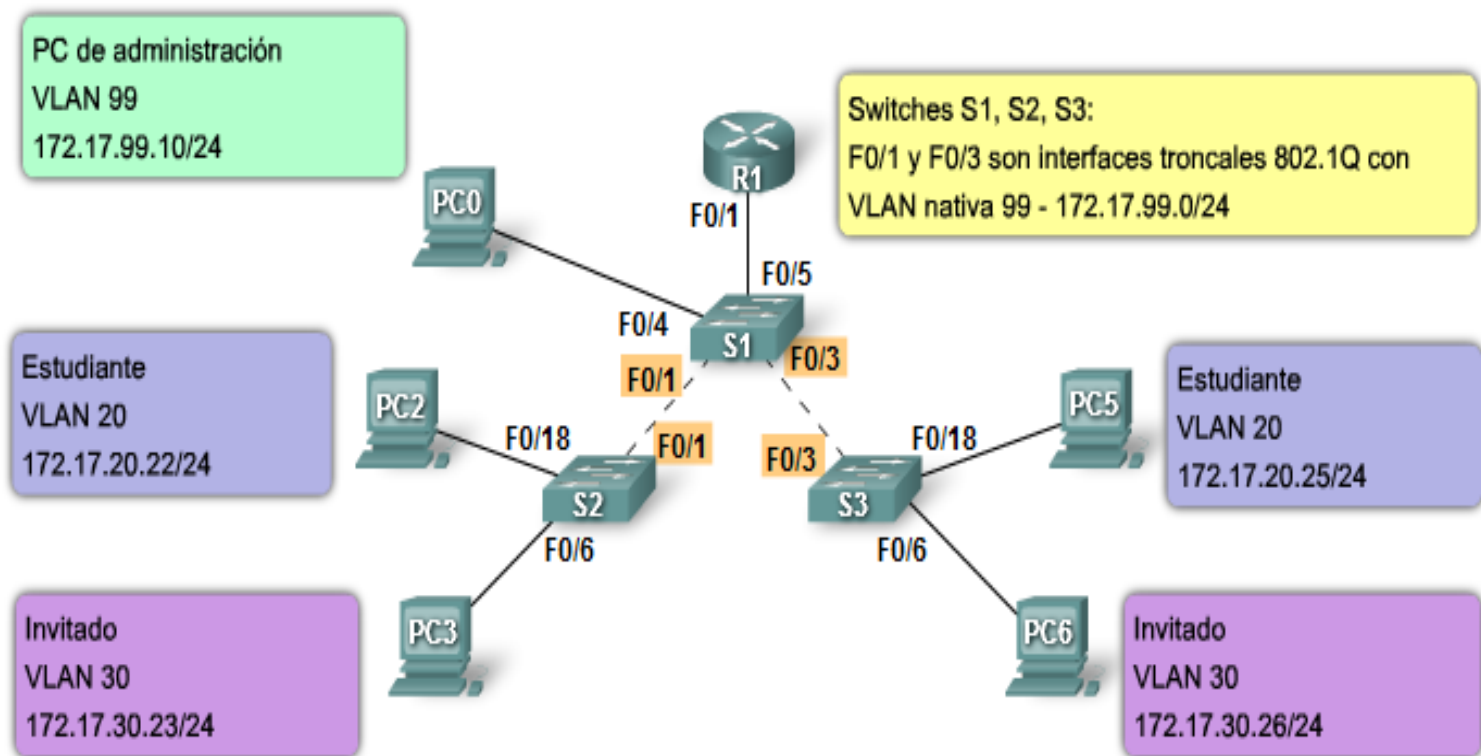 PC de administración
VLAN 99
172.17.99.10/24
R1
F0/1
Switches S1, S2, S3:
F0/1 y F0/3 son interfaces troncales 802.1Q con
VLAN nativa 99 - 172.17.99.0/24
PC0
F0/5
F0/4
S1
F0/3
F0/1
Estudiante
VLAN 20
172.17.20.22/24
PC2
F0/18
F0/1
S2
F0/6
F0/3
S3
F0/18
F0/6
PC5
Estudiante
VLAN 20
172.17.20.25/24
Invitado
VLAN 30
172.17.30.23/24
PC3
PC6
Invitado
VLAN 30
172.17.30.26/24